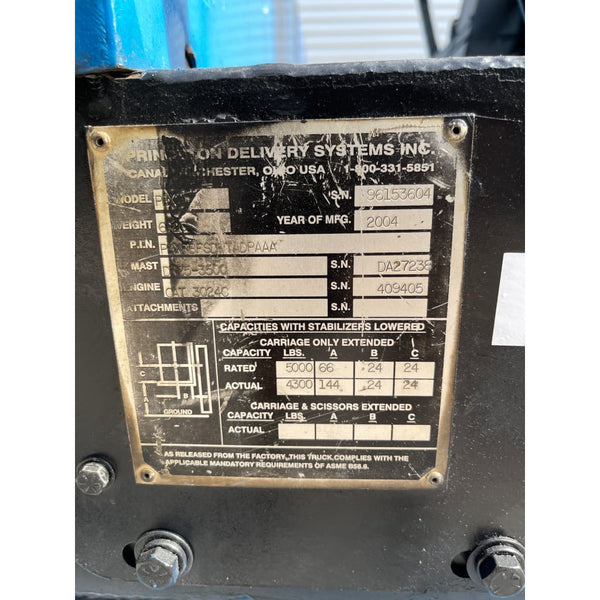 DELIVERY SYSTEMS INC.
OHIO USA 1-800-331-5851
MODEL S.N. 96153604
YEAR OF MFG. 2004
P.I.N.
MAST S.N. DA27238
ENGINE CAT 3024C S.N. 409405
ATTACHMENTS S.N.
CAPACITIES WITH STABILIZERS LOWERED
CARRIAGE ONLY EXTENDED
CAPACITY LBS. A B C
RATED 5000 66 24 24
ACTUAL 4300 144 24 24
C
B
A
GROUND
CARRIAGE & SCISSORS EXTENDED
CAPACITY LBS. A B C
ACTUAL
AS RELEASED FROM THE FACTORY, THIS TRUCK COMPLIES WITH THE
APPLICABLE MANDATORY REQUIREMENTS OF ASME B56.6.